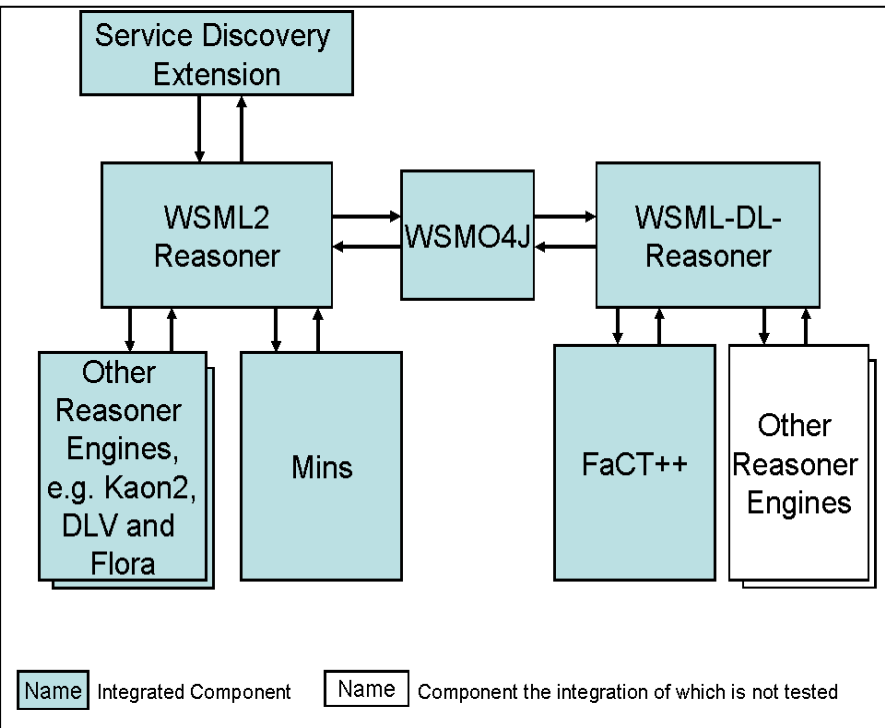 Service Discovery
Extension
WSML2
Reasoner
WSMO4J
WSML-DL-
Reasoner
Other
Reasoner
Engines,
e.g. Kaon2,
DLV and
Flora
Mins
FaCT++
Other
Reasoner
Engines
Name Integrated Component
Name Component the integration of which is not tested